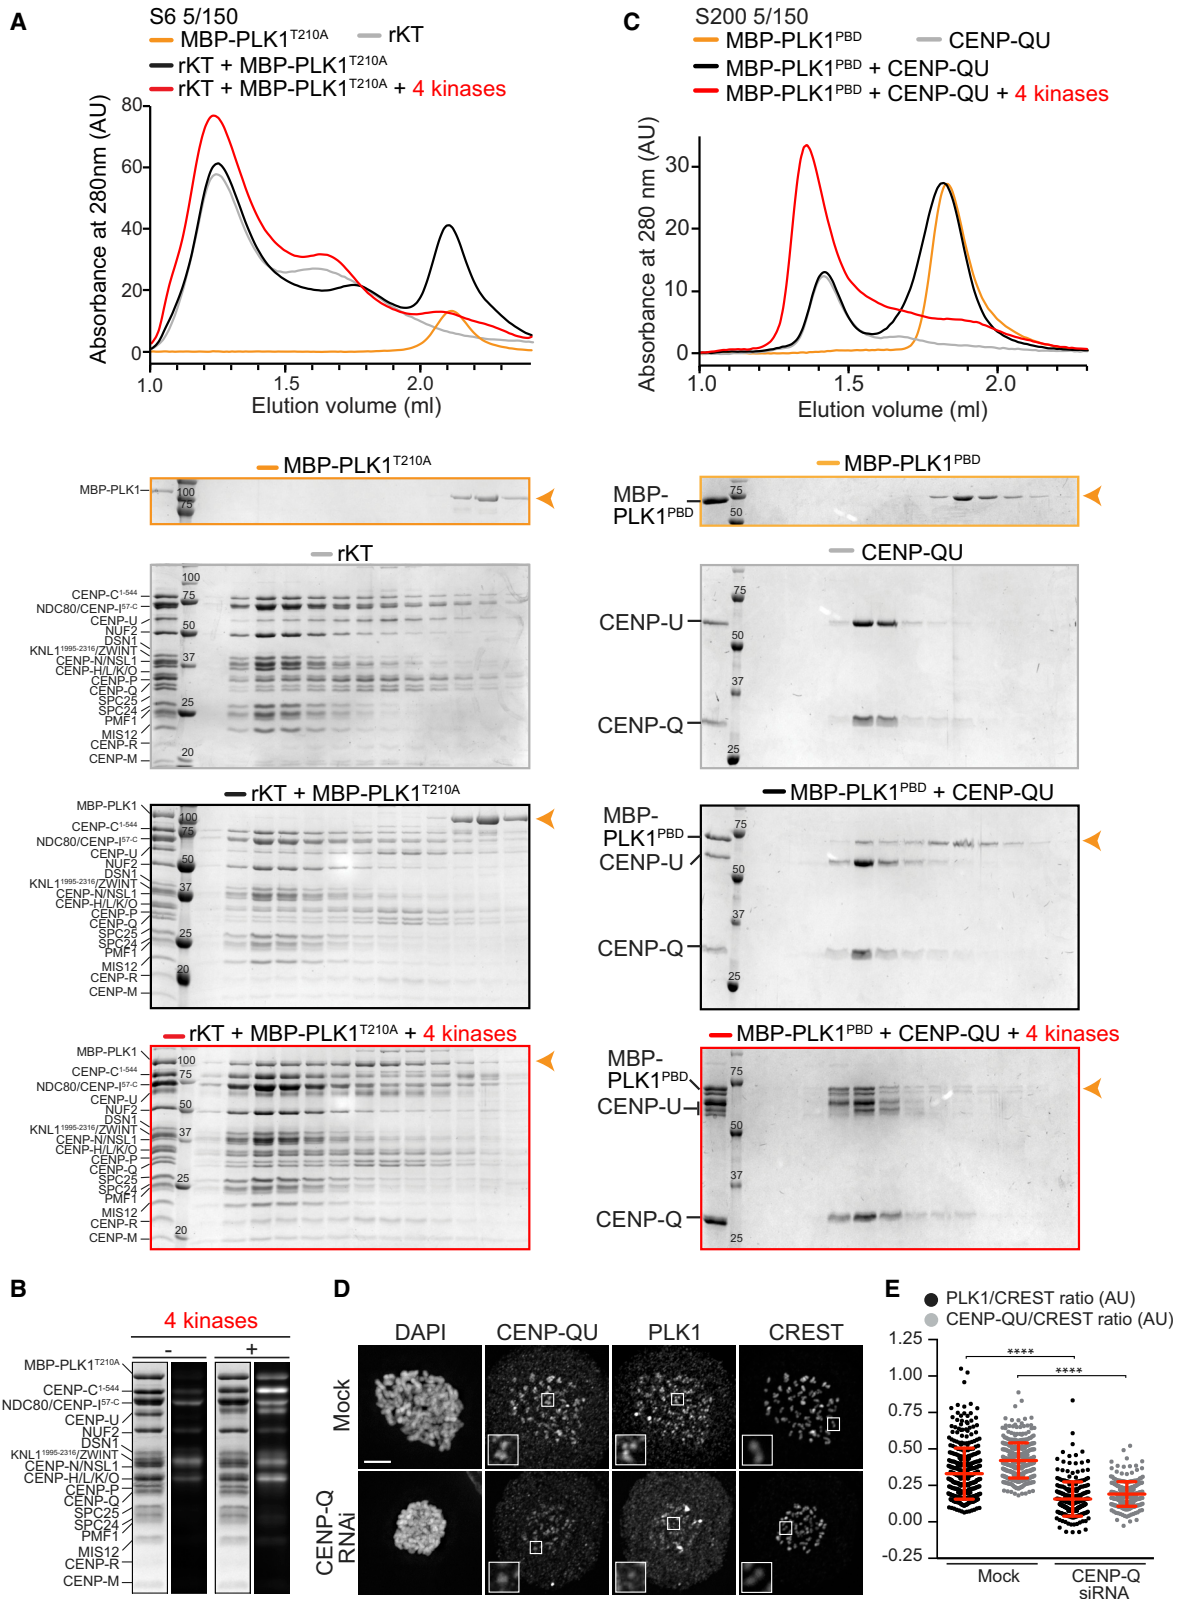 A
S6 5/150
MBP-PLK1T210A
rKT
rKT + MBP-PLK1T210A
rKT + MBP-PLK1T210A + 4 kinases
Absorbance at 280nm (AU)
80
60
40
20
0
1.0
1.5
2.0
Elution volume (ml)
MBP-PLK1T210A
MBP-PLK1
100
75
rKT
CENP-C1-544
NDC80/CENP-I57-C
CENP-U
NUF2
DSN1
KNL11995-2316/ZWINT
CENP-N/NSL1
CENP-H/L/K/O
CENP-P
CENP-Q
SPC25
SPC24
PMF1
MIS12
CENP-R
CENP-M
100
75
50
37
25
20
rKT + MBP-PLK1T210A
MBP-PLK1
CENP-C1-544
NDC80/CENP-I57-C
CENP-U
NUF2
DSN1
KNL11995-2316/ZWINT
CENP-N/NSL1
CENP-H/L/K/O
CENP-P
CENP-Q
SPC25
SPC24
PMF1
MIS12
CENP-R
CENP-M
100
75
50
37
25
20
rKT + MBP-PLK1T210A + 4 kinases
MBP-PLK1
CENP-C1-544
NDC80/CENP-I57-C
CENP-U
NUF2
DSN1
KNL11995-2316/ZWINT
CENP-N/NSL1
CENP-H/L/K/O
CENP-P
CENP-Q
SPC25
SPC24
PMF1
MIS12
CENP-R
CENP-M
100
75
50
37
25
20
C
S200 5/150
MBP-PLK1PBD
CENP-QU
MBP-PLK1PBD + CENP-QU
MBP-PLK1PBD + CENP-QU + 4 kinases
Absorbance at 280 nm (AU)
30
20
10
0
1.0
1.5
2.0
Elution volume (ml)
MBP-PLK1PBD
MBP-
PLK1PBD
75
50
CENP-QU
CENP-U
CENP-Q
75
50
37
25
MBP-PLK1PBD + CENP-QU
MBP-
PLK1PBD
CENP-U
CENP-Q
75
50
37
25
MBP-PLK1PBD + CENP-QU + 4 kinases
MBP-
PLK1PBD
CENP-U
CENP-Q
75
50
37
25
B
4 kinases
- +
MBP-PLK1T210A
CENP-C1-544
NDC80/CENP-I57-C
CENP-U
NUF2
DSN1
KNL11995-2316/ZWINT
CENP-N/NSL1
CENP-H/L/K/O
CENP-P
CENP-Q
SPC25
SPC24
PMF1
MIS12
CENP-R
CENP-M
D
DAPI CENP-QU PLK1 CREST
Mock
CENP-Q
RNAi
E
PLK1/CREST ratio (AU)
CENP-QU/CREST ratio (AU)
1.25
1.00
0.75
0.50
0.25
0.00
-0.25
****
****
Mock
CENP-Q
siRNA